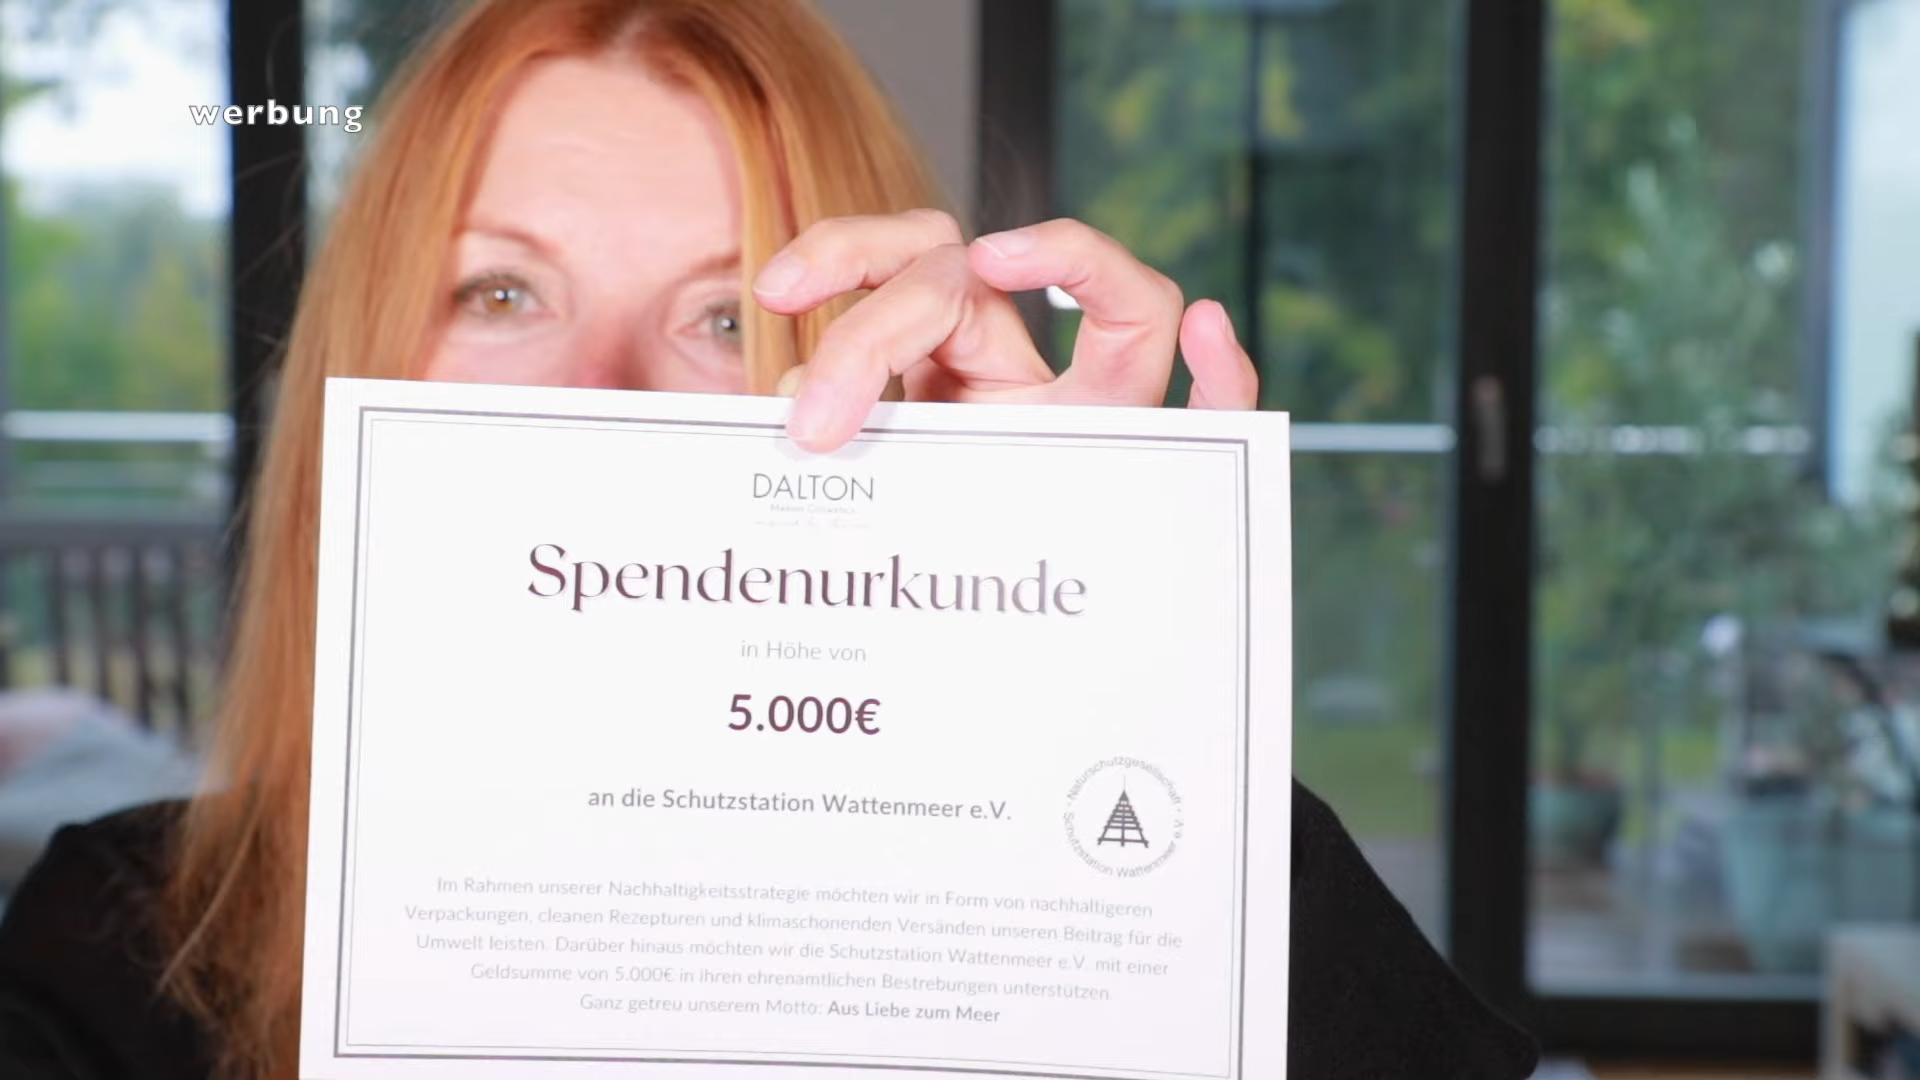 werbung
DALTON
Marine Cosmetics
Spendenurkunde
in Höhe von
5.000€
an die Schutzstation Wattenmeer e.V.
Naturschutzgesellschaft · Schutzstation Wattenmeer e.V.
Im Rahmen unserer Nachhaltigkeitsstrategie möchten wir in Form von nachhaltigeren
Verpackungen, cleanen Rezepturen und klimaschonenden Versänden unseren Beitrag für die
Umwelt leisten. Darüber hinaus möchten wir die Schutzstation Wattenmeer e.V. mit einer
Geldsumme von 5.000€ in ihren ehrenamtlichen Bestrebungen unterstützen.
Ganz getreu unserem Motto: Aus Liebe zum Meer